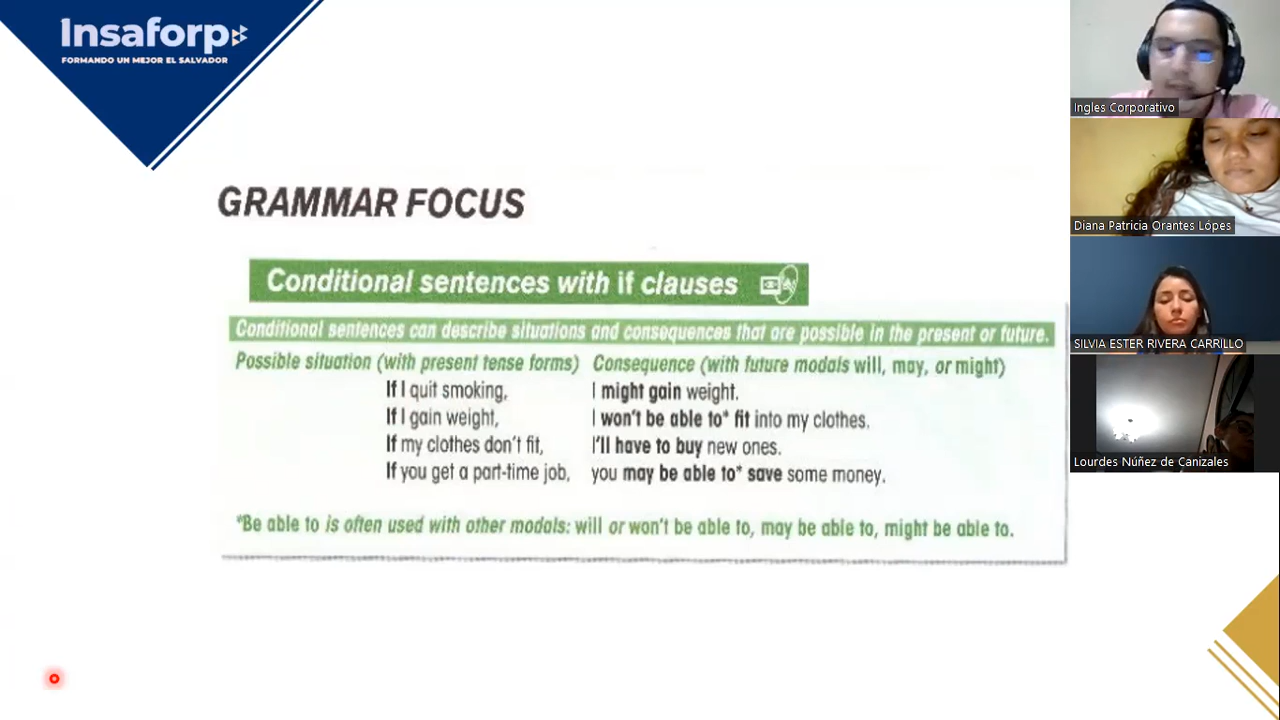 Insaforp
FORMANDO UN MEJOR EL SALVADOR
GRAMMAR FOCUS
Conditional sentences with if clauses
Conditional sentences can describe situations and consequences that are possible in the present or future.
Possible situation (with present tense forms) Consequence (with future modals will, may, or might)
If I quit smoking, I might gain weight.
If I gain weight, I won't be able to* fit into my clothes.
If my clothes don't fit, I'll have to buy new ones.
If you get a part-time job, you may be able to* save some money.
*Be able to is often used with other modals: will or won't be able to, may be able to, might be able to.
Ingles Corporativo
Diana Patricia Orantes Lópes
SILVIA ESTER RIVERA CARRILLO
Lourdes Núñez de Canizales